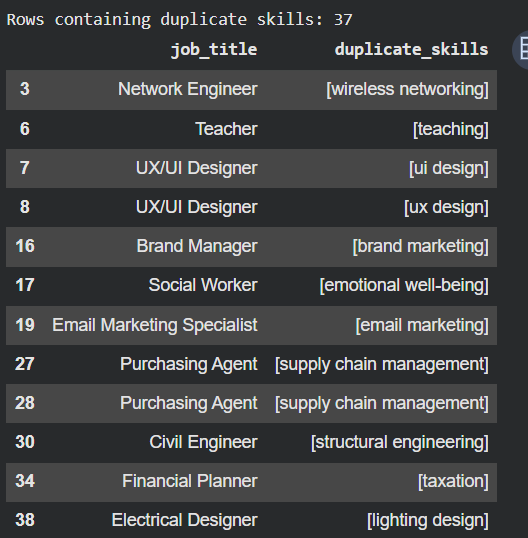 Rows containing duplicate skills: 37
job_title duplicate_skills
3 Network Engineer [wireless networking]
6 Teacher [teaching]
7 UX/UI Designer [ui design]
8 UX/UI Designer [ux design]
16 Brand Manager [brand marketing]
17 Social Worker [emotional well-being]
19 Email Marketing Specialist [email marketing]
27 Purchasing Agent [supply chain management]
28 Purchasing Agent [supply chain management]
30 Civil Engineer [structural engineering]
34 Financial Planner [taxation]
38 Electrical Designer [lighting design]